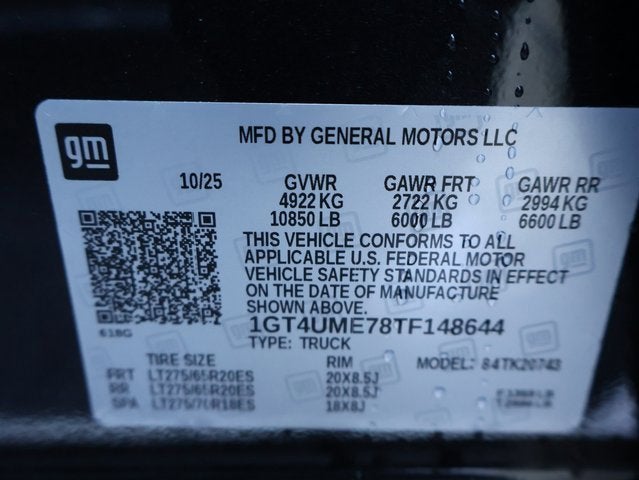 gm
MFD BY GENERAL MOTORS LLC
10/25 GVWR GAWR FRT GAWR RR
4922 KG 2722 KG 2994 KG
10850 LB 6000 LB 6600 LB
THIS VEHICLE CONFORMS TO ALL
APPLICABLE U.S. FEDERAL MOTOR
VEHICLE SAFETY STANDARDS IN EFFECT
ON THE DATE OF MANUFACTURE
SHOWN ABOVE.
618G 1GT4UME78TF148644
TYPE: TRUCK
TIRE SIZE RIM MODEL: 84TK20743
FRT LT275/65R20ES 20X8.5J
RR LT275/65R20ES 20X8.5J
SPA LT275/70R18ES 18X8J